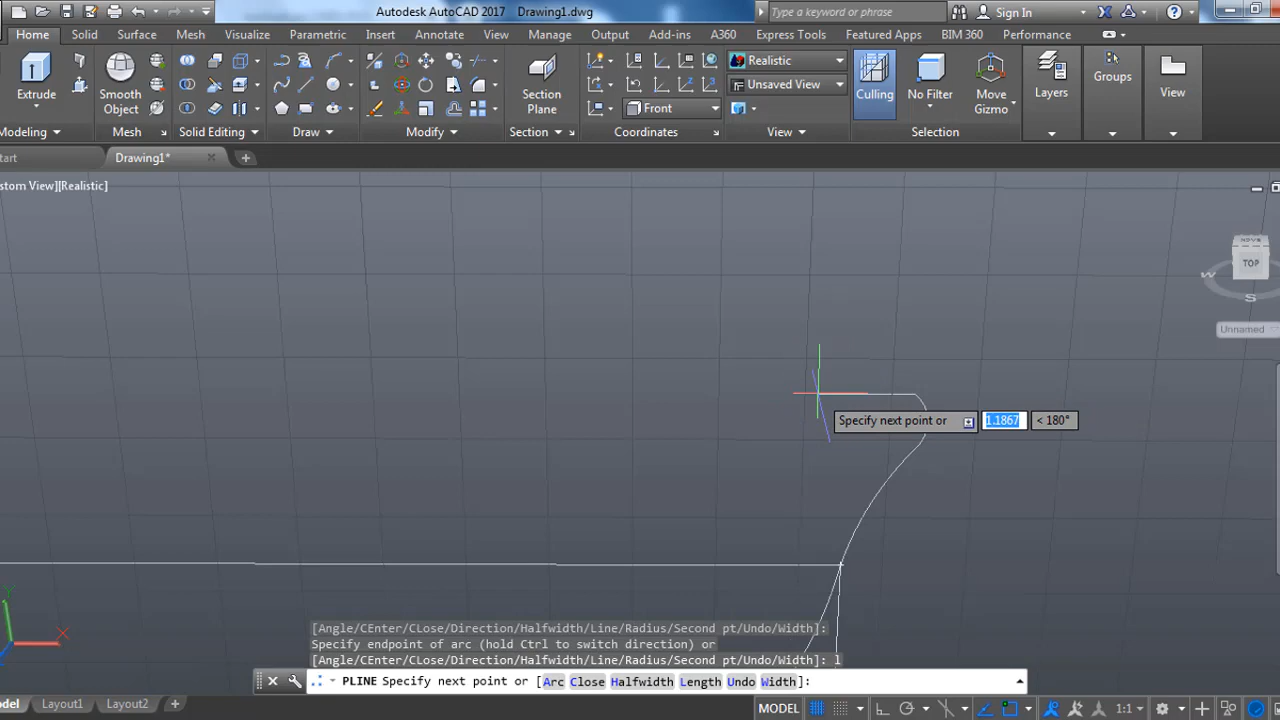 Autodesk AutoCAD 2017 Drawing1.dwg
Type a keyword or phrase
Sign In
Home Solid Surface Mesh Visualize Parametric Insert Annotate View Manage Output Add-ins A360 Express Tools Featured Apps BIM 360 Performance
Realistic
Unsaved View
Front
Extrude
Smooth Object
Section Plane
Culling
No Filter
Move Gizmo
Layers
Groups
View
Modeling
Mesh
Solid Editing
Draw
Modify
Section
Coordinates
View
Selection
tart
Drawing1*
stom View][Realistic]
TOP
W
S
Unnamed
Y
X
Specify next point or 1.1867 < 180°
[Angle/CEnter/CLose/Direction/Halfwidth/Line/Radius/Second pt/Undo/Width]:
Specify endpoint of arc (hold Ctrl to switch direction) or
[Angle/CEnter/CLose/Direction/Halfwidth/Line/Radius/Second pt/Undo/Width]: l
PLINE Specify next point or [Arc Close Halfwidth Length Undo Width]:
odel Layout1 Layout2
MODEL
1:1